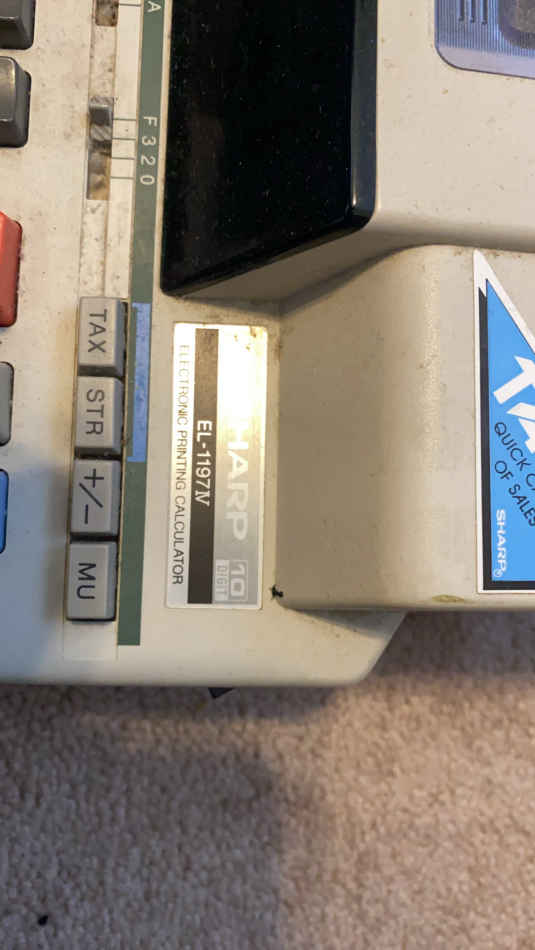 A
F 3 2 0
TAX
STR
+/−
MU
SHARP
10 DIGIT
EL-1197Ⅳ
ELECTRONIC PRINTING CALCULATOR
QUICK
OF SALES
SHARP®